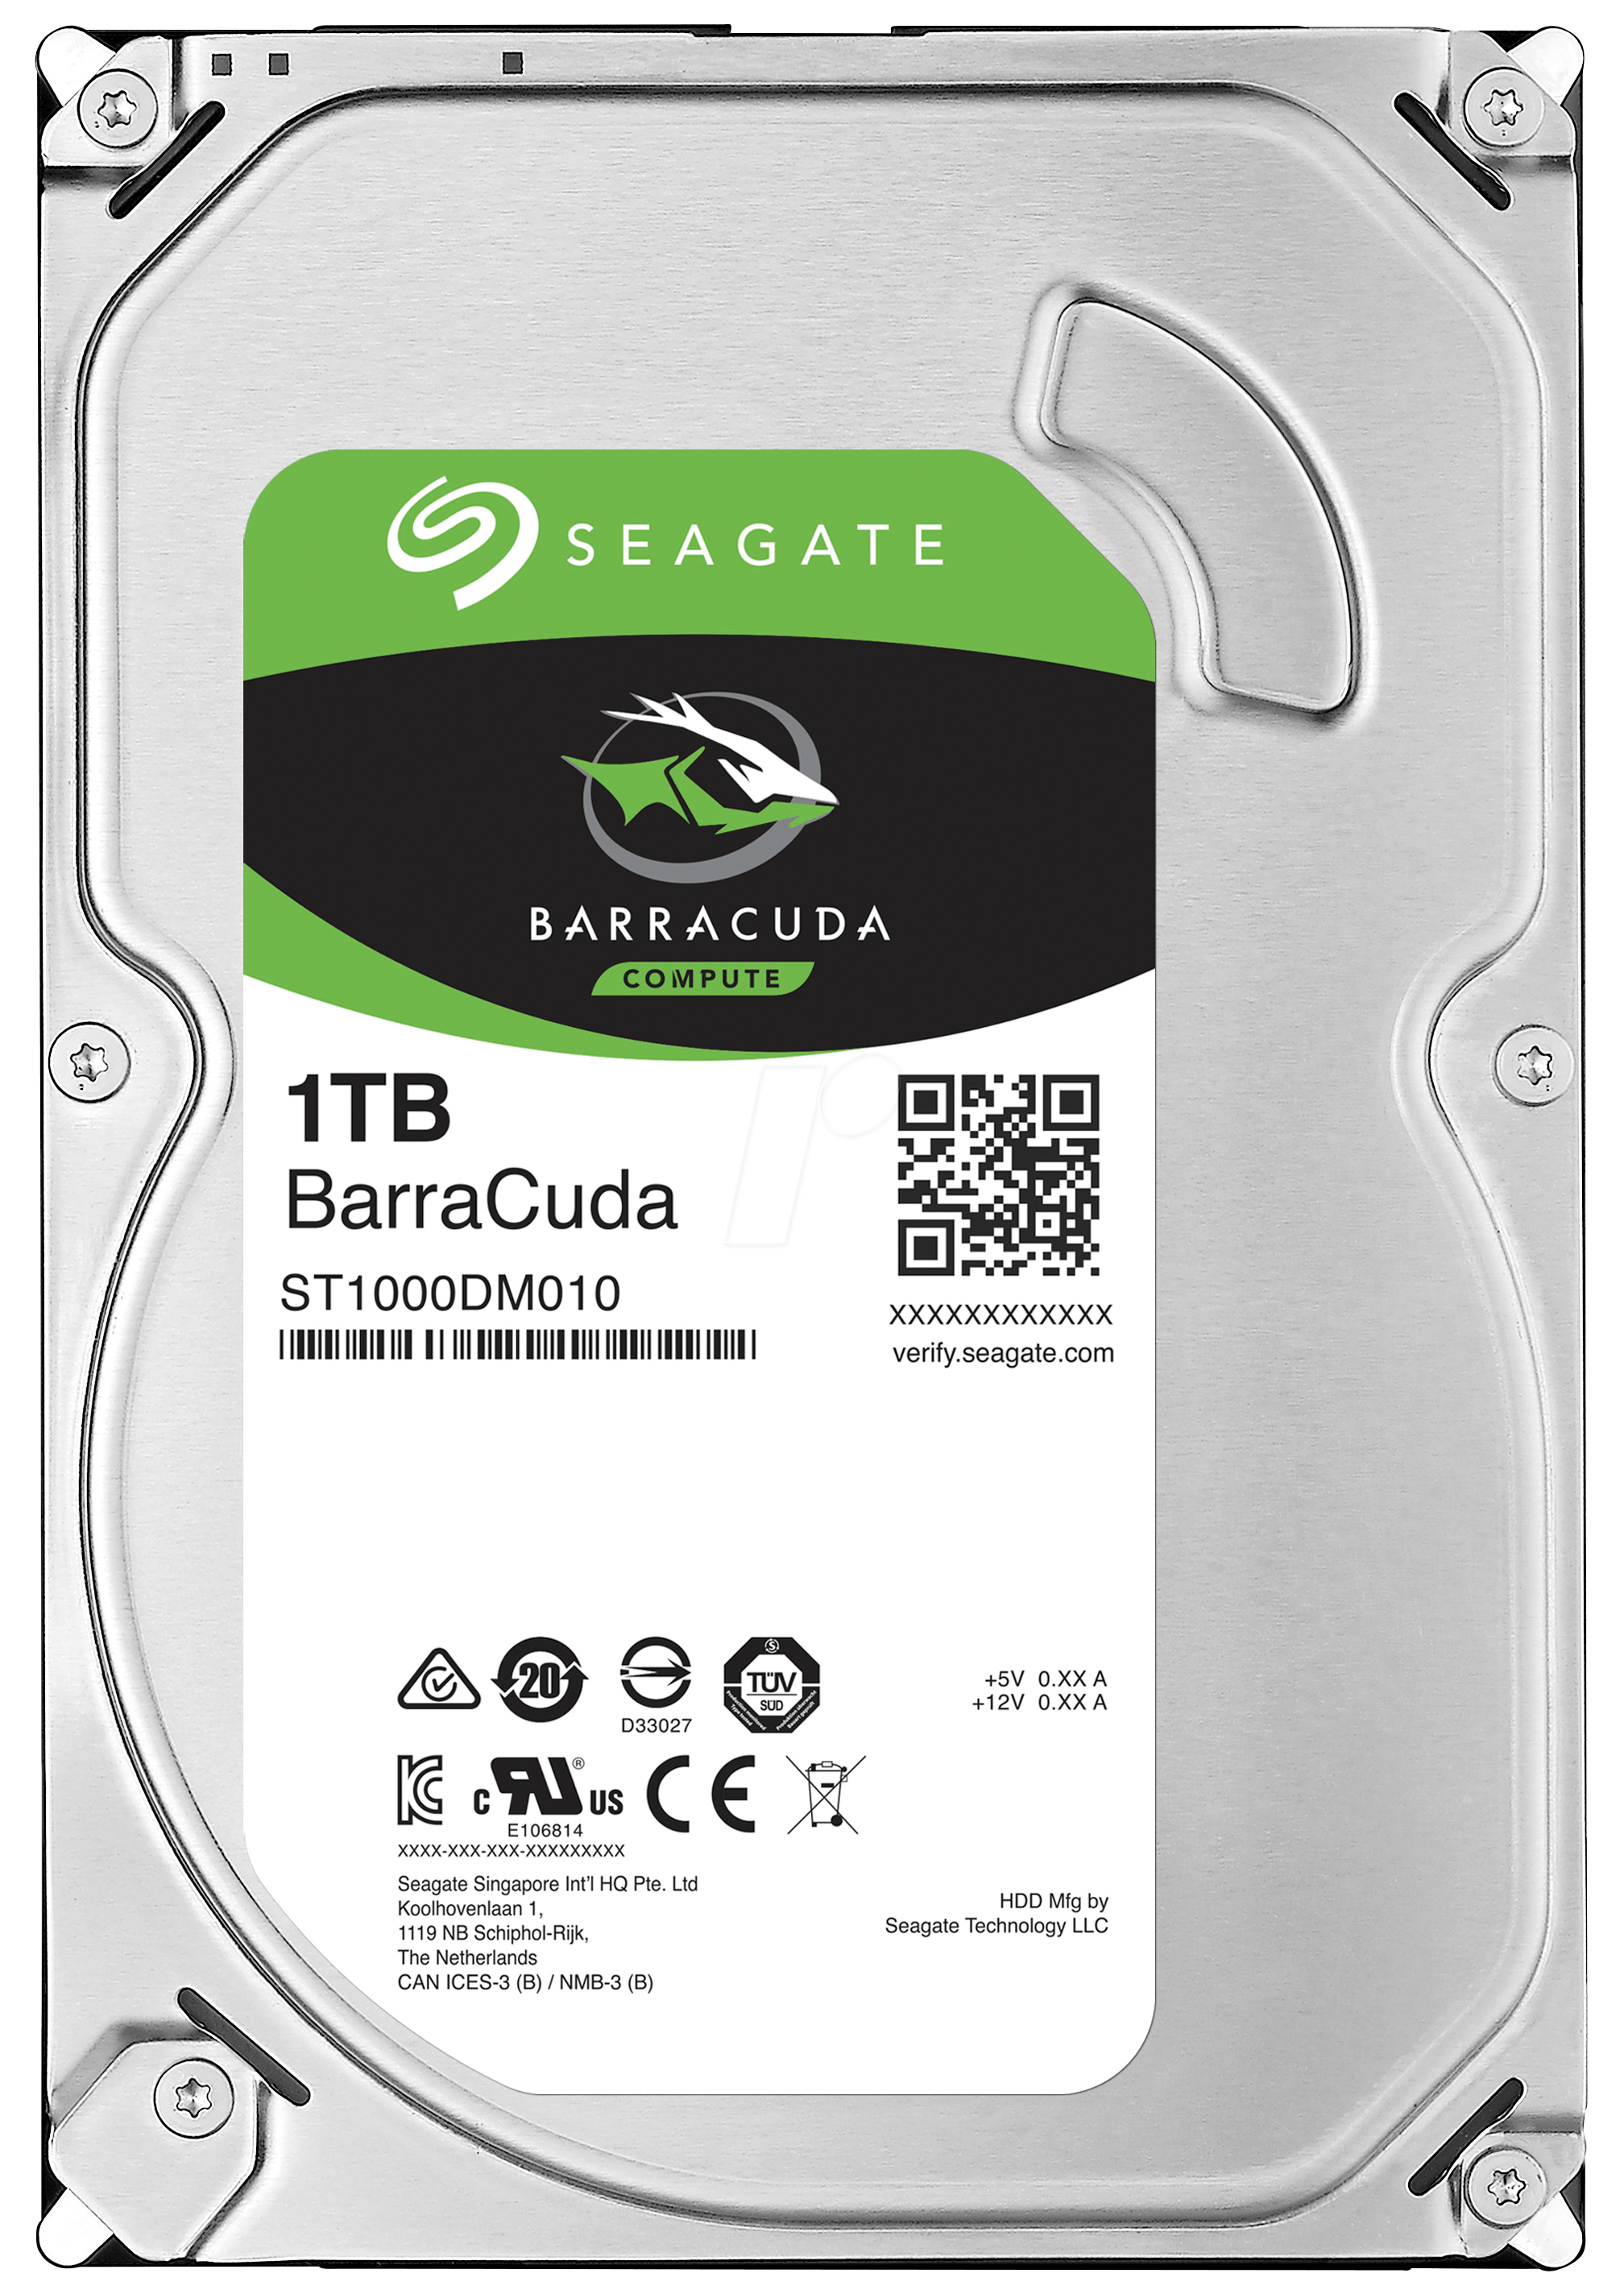 SEAGATE
BARRACUDA
COMPUTE
1TB
BarraCuda
ST1000DM010
XXXXXXXXXXXX
verify.seagate.com
20
D33027
TÜV
SÜD
+5V 0.XX A
+12V 0.XX A
C US
®
E106814
CE
XXXX-XXX-XXX-XXXXXXXXX
Seagate Singapore Int'l HQ Pte. Ltd
Koolhovenlaan 1,
1119 NB Schiphol-Rijk,
The Netherlands
CAN ICES-3 (B) / NMB-3 (B)
HDD Mfg by
Seagate Technology LLC